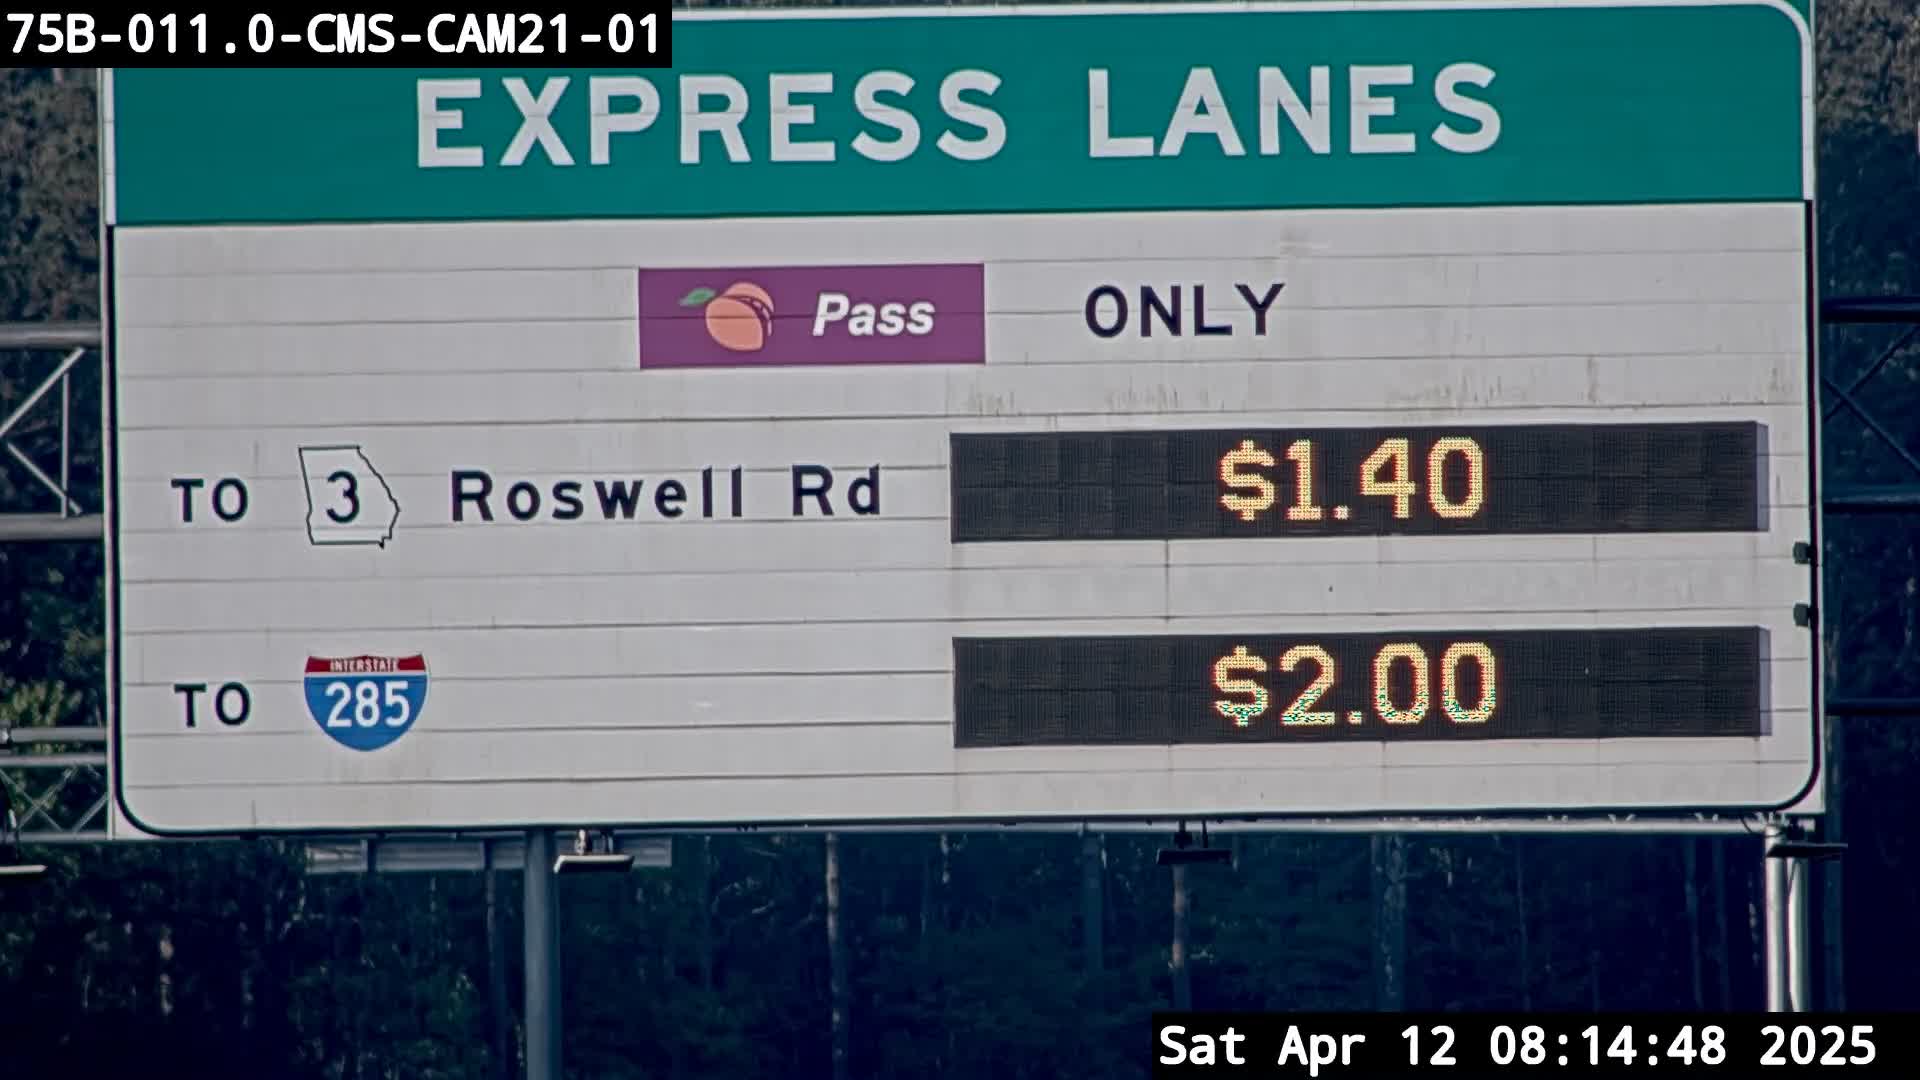 75B-011.0-CMS-CAM21-01
EXPRESS LANES
Pass ONLY
TO 3 Roswell Rd $1.40
INTERSTATE
TO 285 $2.00
Sat Apr 12 08:14:48 2025